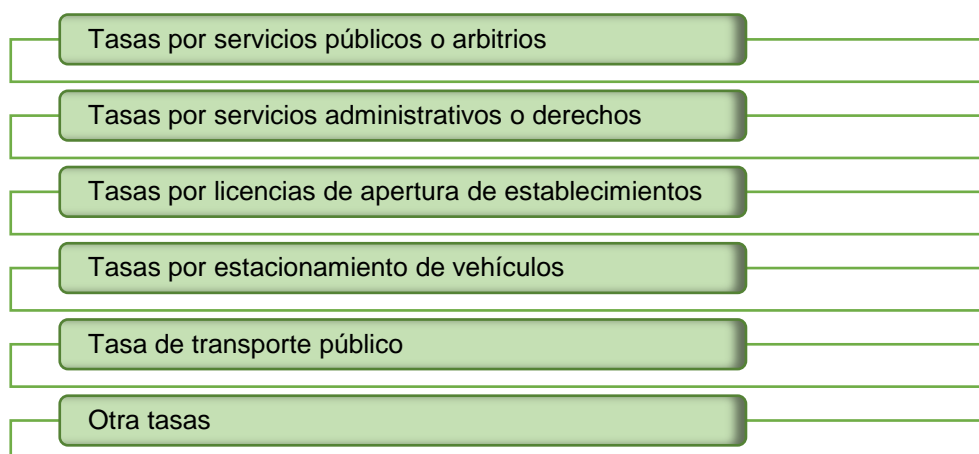 Tasas por servicios públicos o arbitrios
Tasas por servicios administrativos o derechos
Tasas por licencias de apertura de establecimientos
Tasas por estacionamiento de vehículos
Tasa de transporte público
Otra tasas